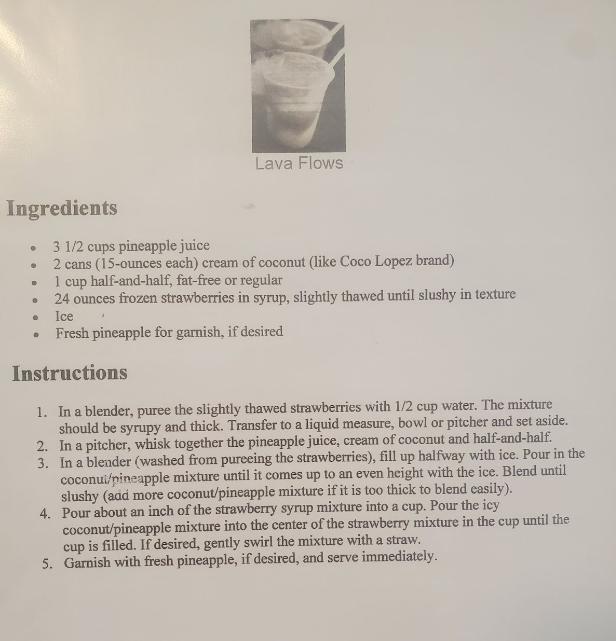 Lava Flows
Ingredients
• 3 1/2 cups pineapple juice
• 2 cans (15-ounces each) cream of coconut (like Coco Lopez brand)
• 1 cup half-and-half, fat-free or regular
• 24 ounces frozen strawberries in syrup, slightly thawed until slushy in texture
• Ice
• Fresh pineapple for garnish, if desired
Instructions
1. In a blender, puree the slightly thawed strawberries with 1/2 cup water. The mixture
should be syrupy and thick. Transfer to a liquid measure, bowl or pitcher and set aside.
2. In a pitcher, whisk together the pineapple juice, cream of coconut and half-and-half.
3. In a blender (washed from pureeing the strawberries), fill up halfway with ice. Pour in the
coconut/pineapple mixture until it comes up to an even height with the ice. Blend until
slushy (add more coconut/pineapple mixture if it is too thick to blend easily).
4. Pour about an inch of the strawberry syrup mixture into a cup. Pour the icy
coconut/pineapple mixture into the center of the strawberry mixture in the cup until the
cup is filled. If desired, gently swirl the mixture with a straw.
5. Garnish with fresh pineapple, if desired, and serve immediately.